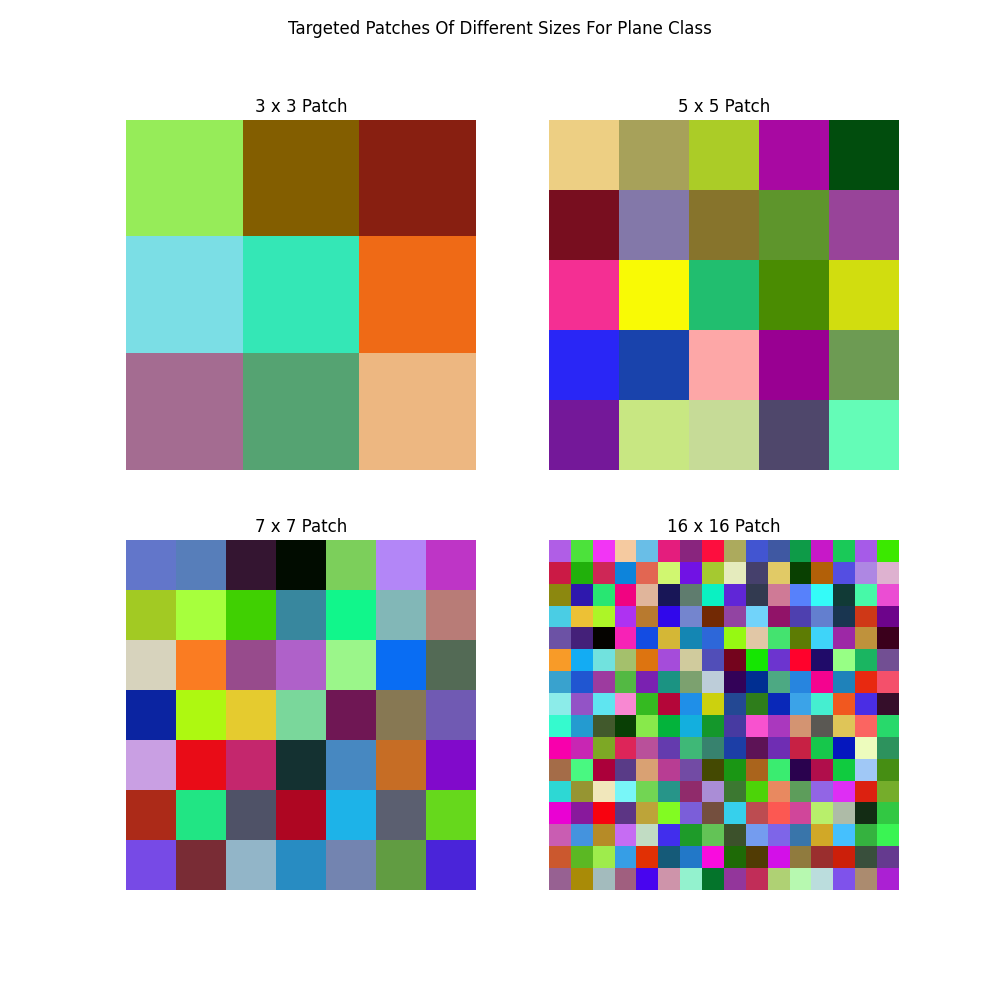 Targeted Patches Of Different Sizes For Plane Class
3 x 3 Patch
5 x 5 Patch
7 x 7 Patch
16 x 16 Patch